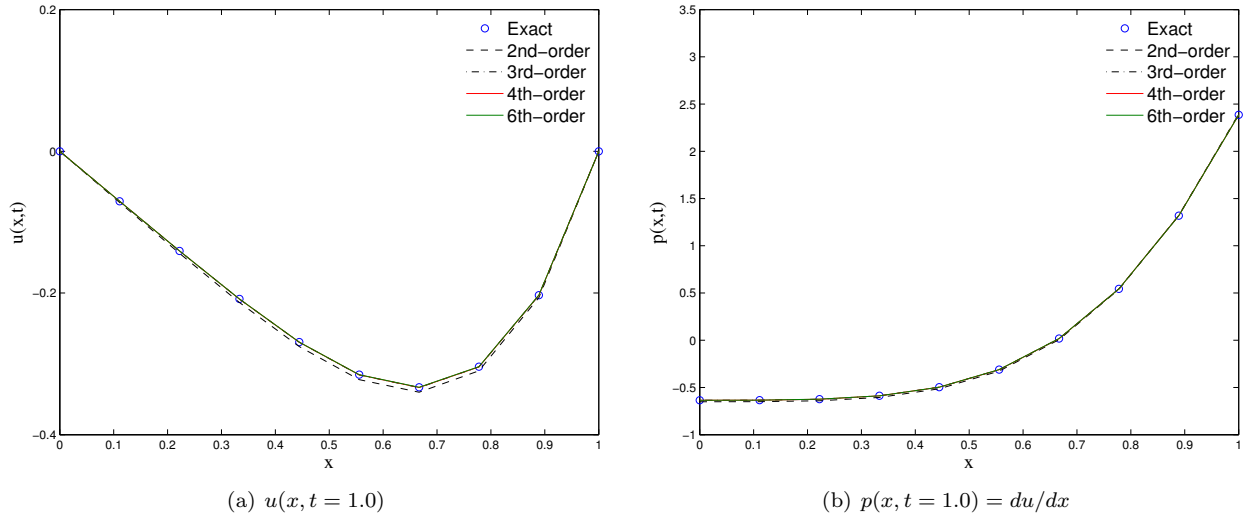 0.2
0
−0.2
−0.4
u(x,t)
0 0.1 0.2 0.3 0.4 0.5 0.6 0.7 0.8 0.9 1
x
Exact
2nd−order
3rd−order
4th−order
6th−order
(a) u(x, t = 1.0)
3.5
3
2.5
2
1.5
1
0.5
0
−0.5
−1
p(x,t)
0 0.1 0.2 0.3 0.4 0.5 0.6 0.7 0.8 0.9 1
x
Exact
2nd−order
3rd−order
4th−order
6th−order
(b) p(x, t = 1.0) = du/dx